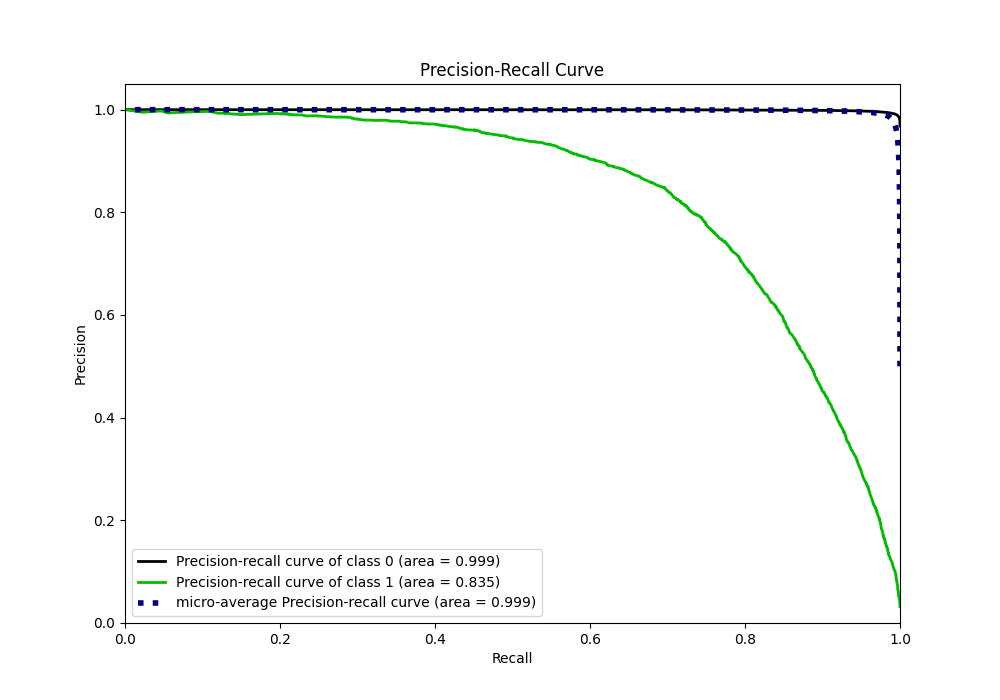 Precision-Recall Curve
1.0
0.8
0.6
0.4
0.2
0.0
Precision
Precision-recall curve of class 0 (area = 0.999)
Precision-recall curve of class 1 (area = 0.835)
micro-average Precision-recall curve (area = 0.999)
0.0 0.2 0.4 0.6 0.8 1.0
Recall